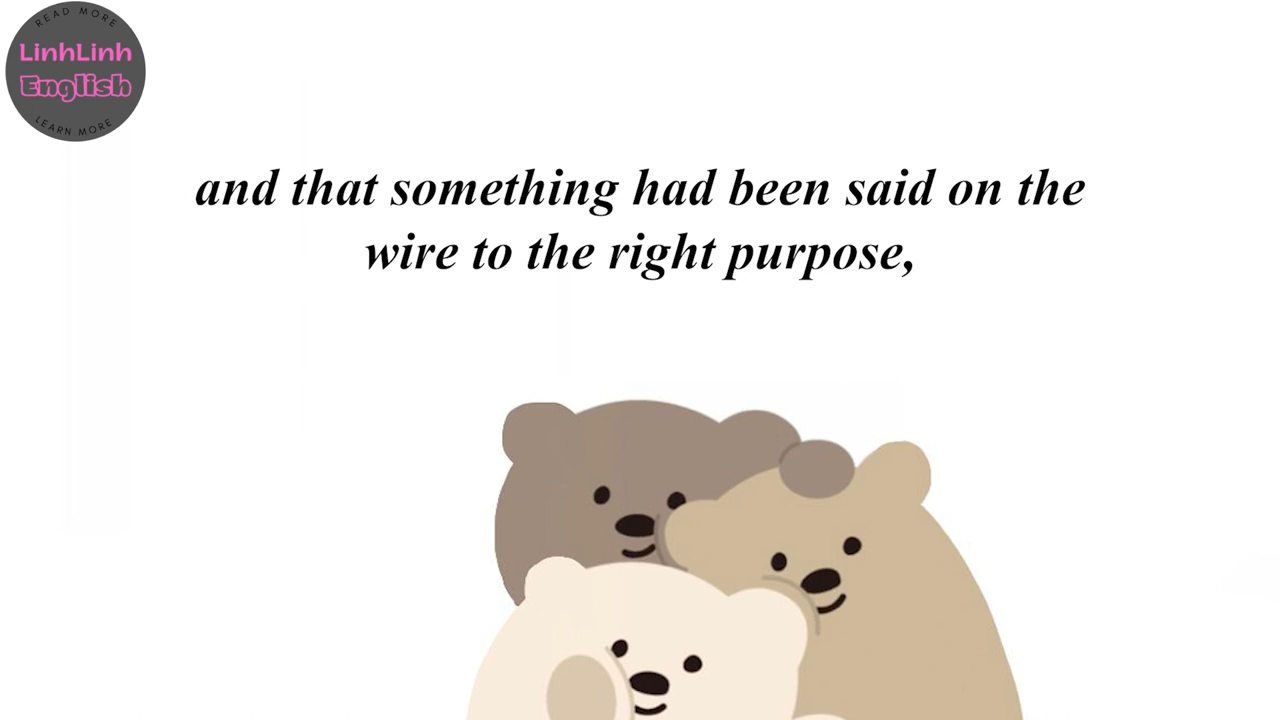 READ MORE
LinhLinh
English
LEARN MORE
and that something had been said on the
wire to the right purpose,